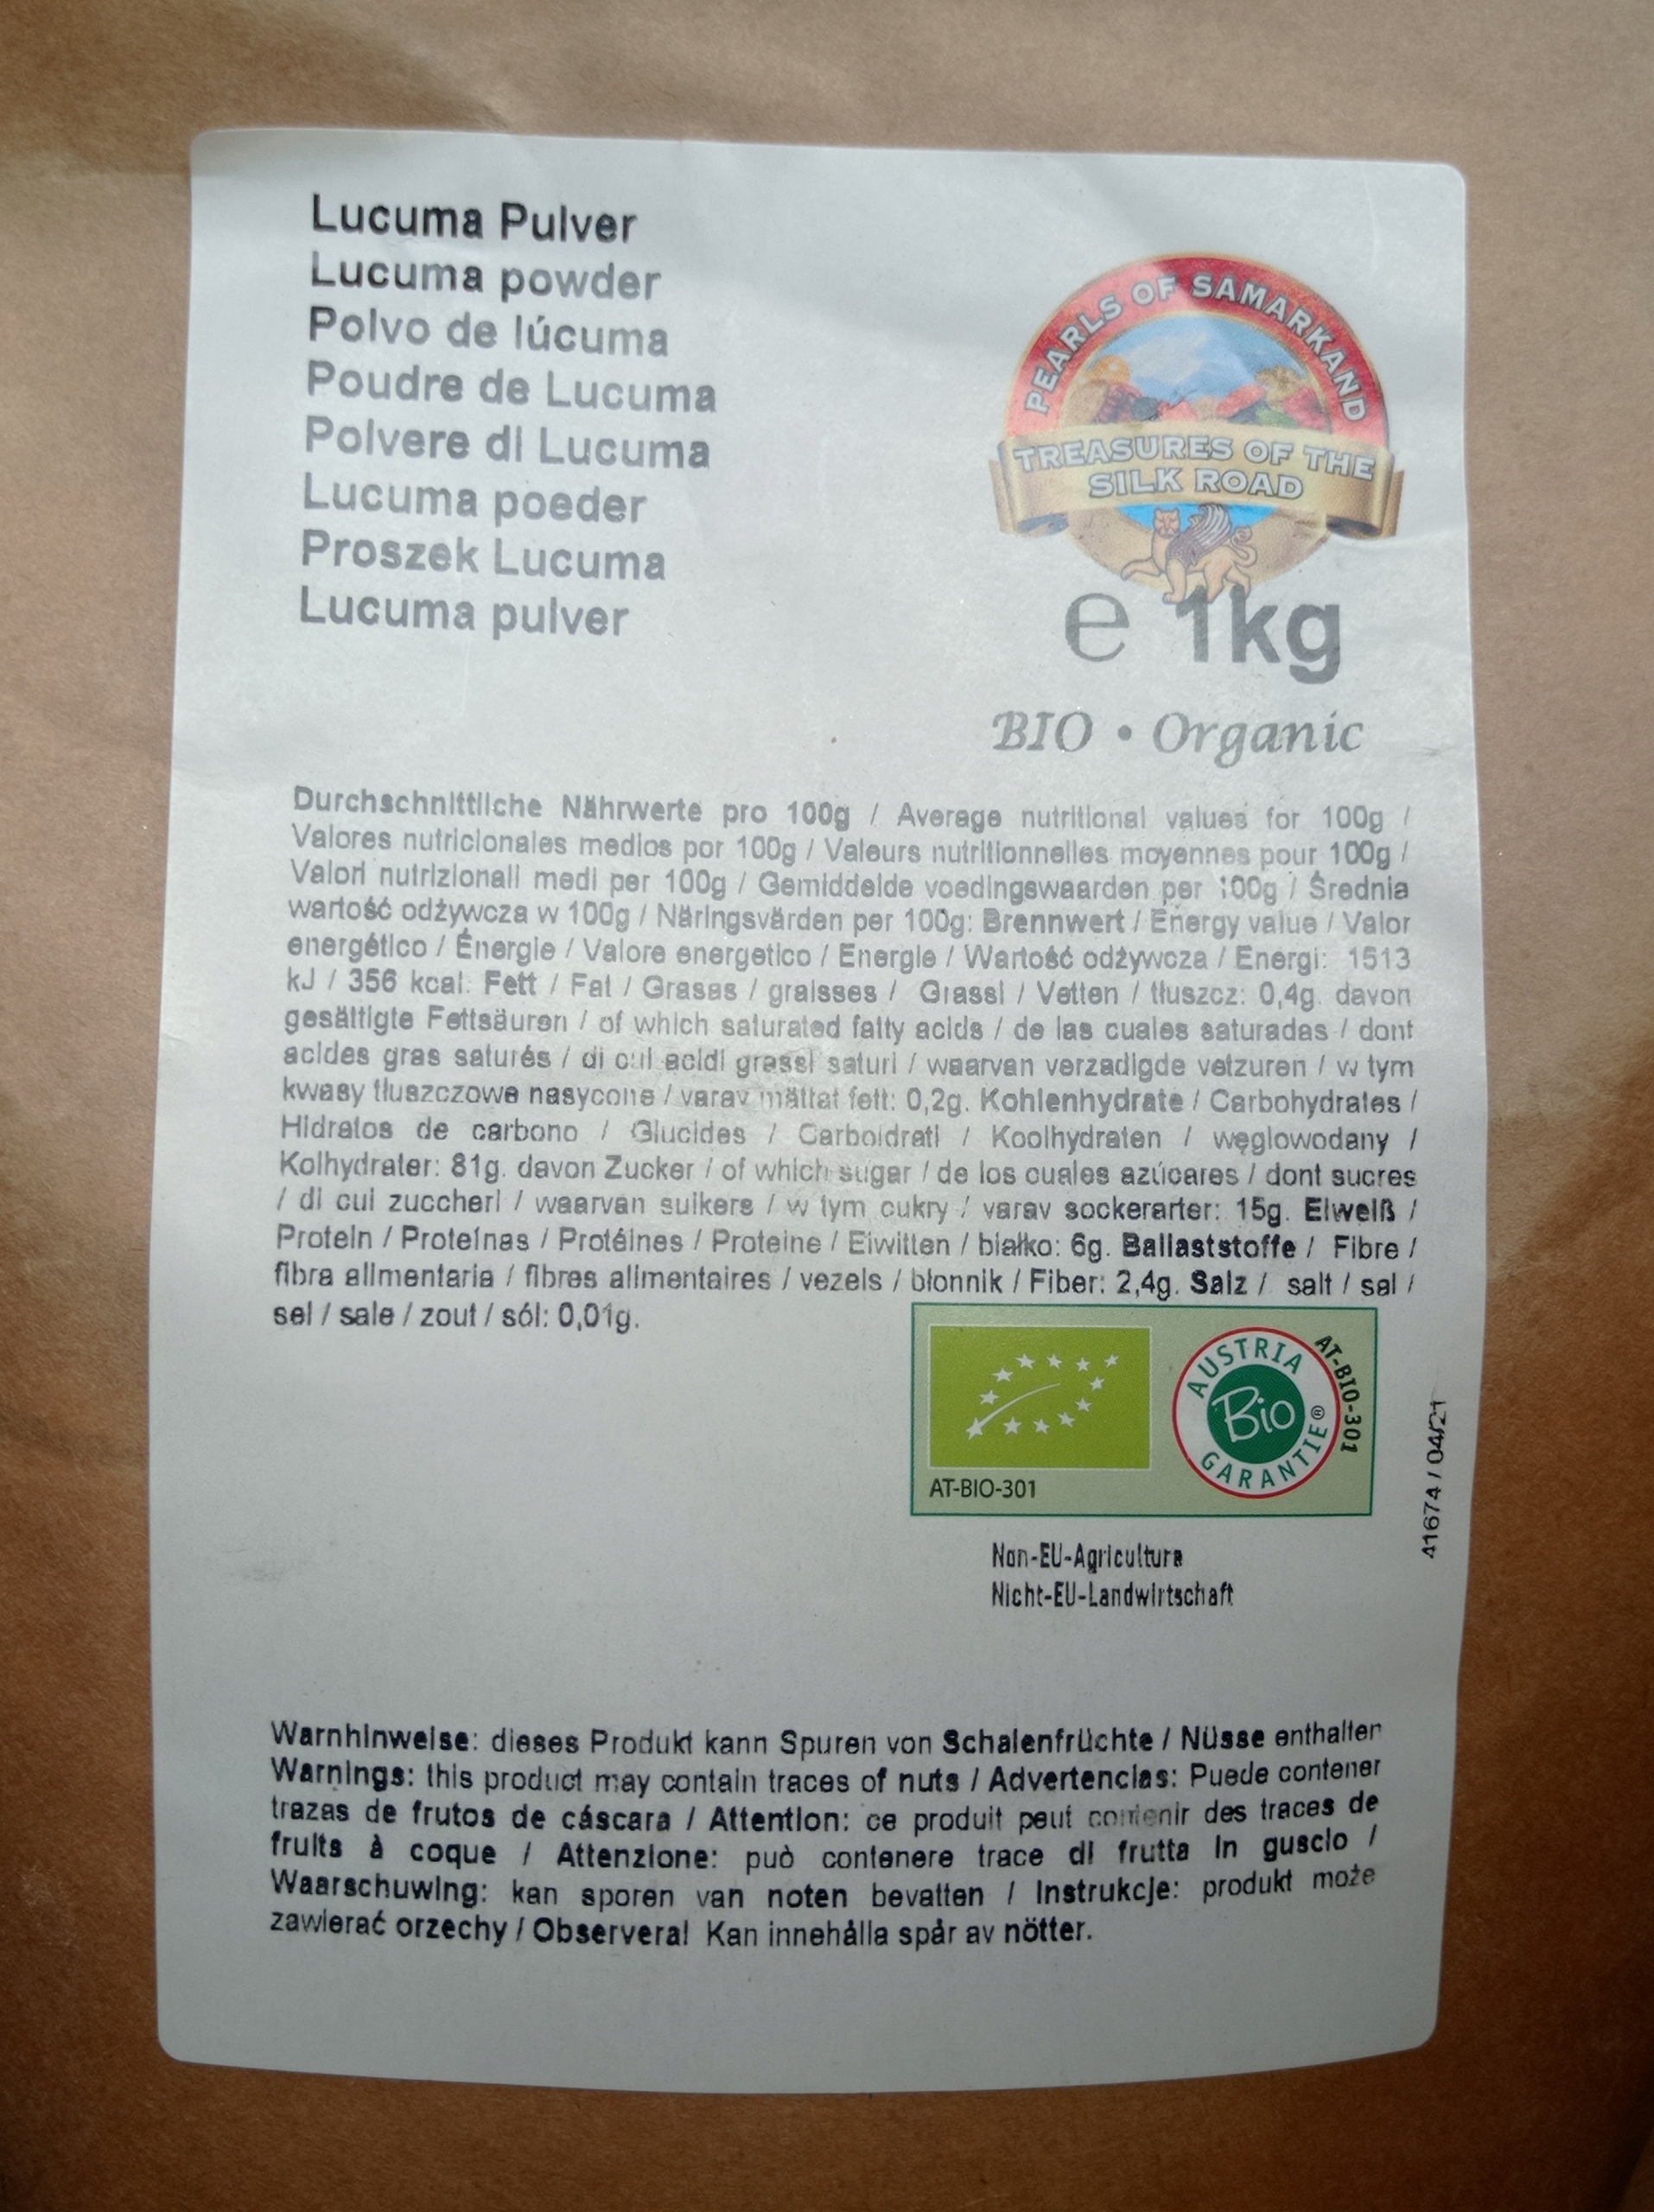 Lucuma Pulver
Lucuma powder
Polvo de lúcuma
Poudre de Lucuma
Polvere di Lucuma
Lucuma poeder
Proszek Lucuma
Lucuma pulver
PEARLS OF SAMARKAND
TREASURES OF THE
SILK ROAD
e 1kg
BIO • Organic
Durchschnittliche Nährwerte pro 100g / Average nutritional values for 100g /
Valores nutricionales medios por 100g / Valeurs nutritionnelles moyennes pour 100g /
Valori nutrizionali medi per 100g / Gemiddelde voedingswaarden per 100g / Średnia
wartość odżywcza w 100g / Näringsvärden per 100g: Brennwert / Energy value / Valor
energético / Énergie / Valore energetico / Energie / Wartość odżywcza / Energi: 1513
kJ / 356 kcal. Fett / Fat / Grasas / graisses / Grassi / Vetten / tłuszcz: 0,4g. davon
gesättigte Fettsäuren / of which saturated fatty acids / de las cuales saturadas / dont
acides gras saturés / di cui acidi grassi saturi / waarvan verzadigde vetzuren / w tym
kwasy tłuszczowe nasycone / varav mättat fett: 0,2g. Kohlenhydrate / Carbohydrates /
Hidratos de carbono / Glucides / Carboidrati / Koolhydraten / węglowodany /
Kolhydrater: 81g. davon Zucker / of which sugar / de los cuales azúcares / dont sucres
/ di cui zuccheri / waarvan suikers / w tym cukry / varav sockerarter: 15g. Eiweiß /
Protein / Proteínas / Protéines / Proteine / Eiwitten / białko: 6g. Ballaststoffe / Fibre /
fibra alimentaria / fibres alimentaires / vezels / błonnik / Fiber: 2,4g. Salz / salt / sal /
sel / sale / zout / sól: 0,01g.
AT-BIO-301
AUSTRIA
Bio
GARANTIE®
AT-BIO-301
41674 / 04/21
Non-EU-Agriculture
Nicht-EU-Landwirtschaft
Warnhinweise: dieses Produkt kann Spuren von Schalenfrüchte / Nüsse enthalten
Warnings: this product may contain traces of nuts / Advertencias: Puede contener
trazas de frutos de cáscara / Attention: ce produit peut contenir des traces de
fruits à coque / Attenzione: può contenere trace di frutta in guscio /
Waarschuwing: kan sporen van noten bevatten / Instrukcje: produkt może
zawierać orzechy / Observera! Kan innehålla spår av nötter.